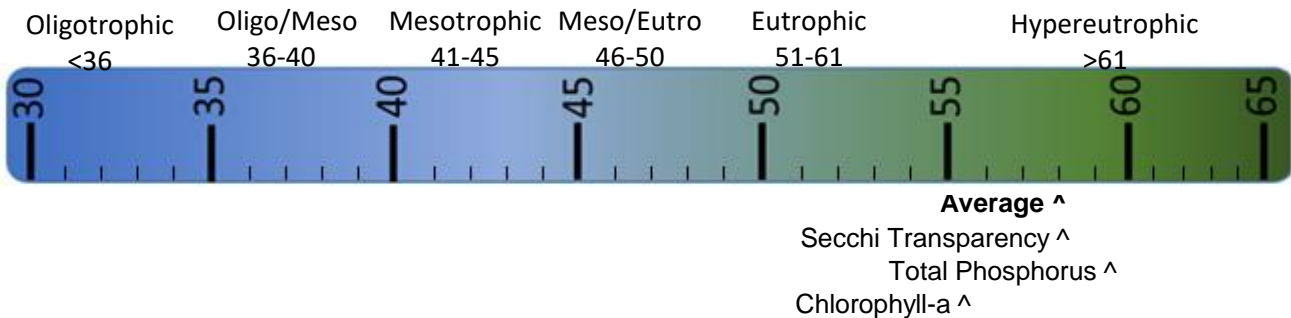 Oligotrophic Oligo/Meso Mesotrophic Meso/Eutro Eutrophic Hypereutrophic
<36 36-40 41-45 46-50 51-61 >61
30 35 40 45 50 55 60 65
Average ^
Secchi Transparency ^
Total Phosphorus ^
Chlorophyll-a ^